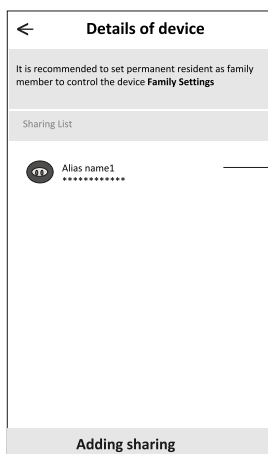 Details of device
It is recommended to set permanent resident as family
member to control the device Family Settings
Sharing List
Alias name1
************
Adding sharing